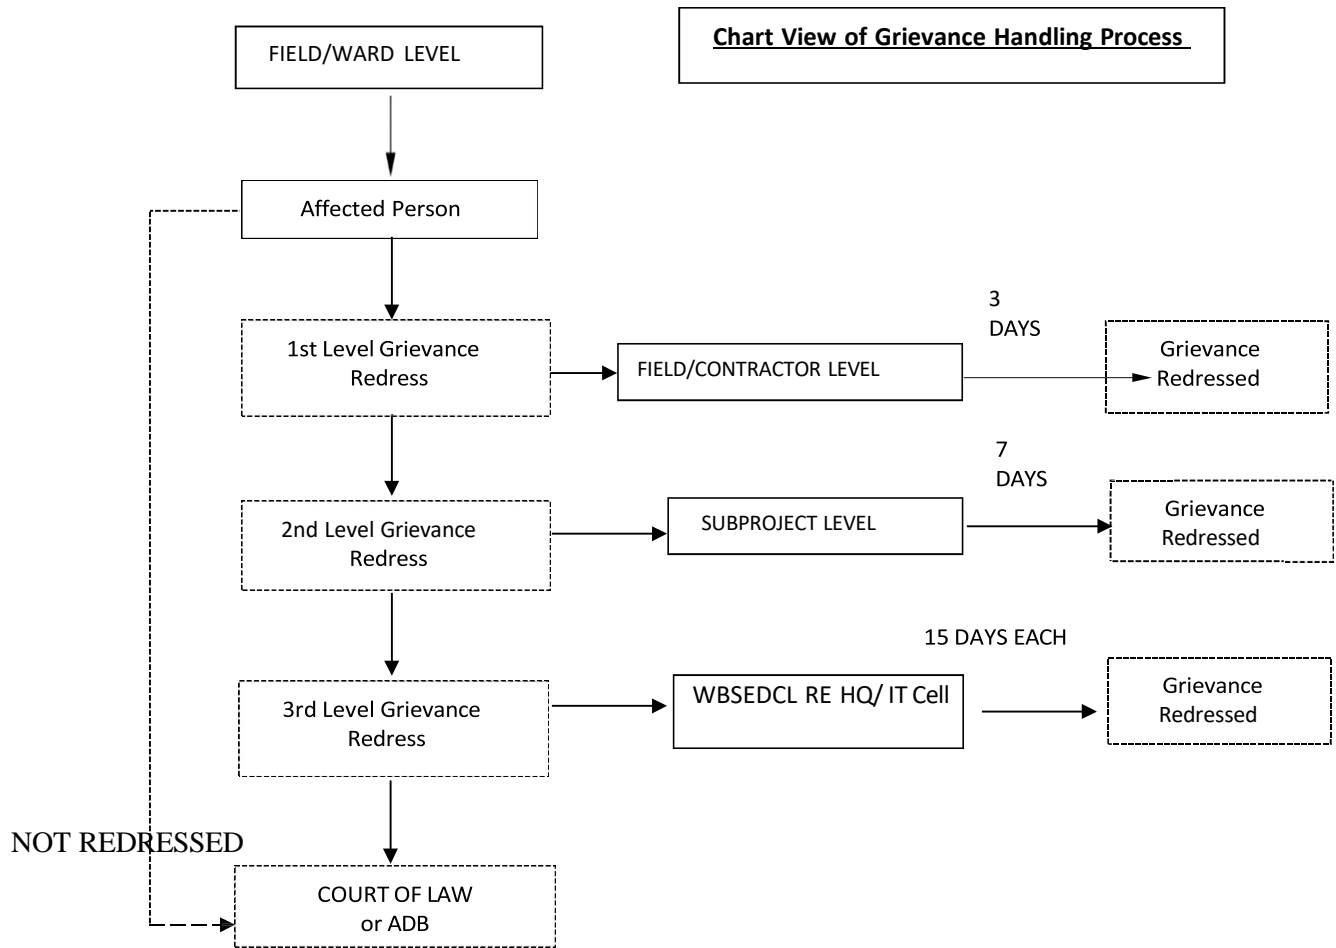 FIELD/WARD LEVEL
Chart View of Grievance Handling Process
Affected Person
1st Level Grievance
Redress
FIELD/CONTRACTOR LEVEL
3
DAYS
Grievance
Redressed
2nd Level Grievance
Redress
SUBPROJECT LEVEL
7
DAYS
Grievance
Redressed
3rd Level Grievance
Redress
WBSEDCL RE HQ/ IT Cell
15 DAYS EACH
Grievance
Redressed
NOT REDRESSED
COURT OF LAW
or ADB